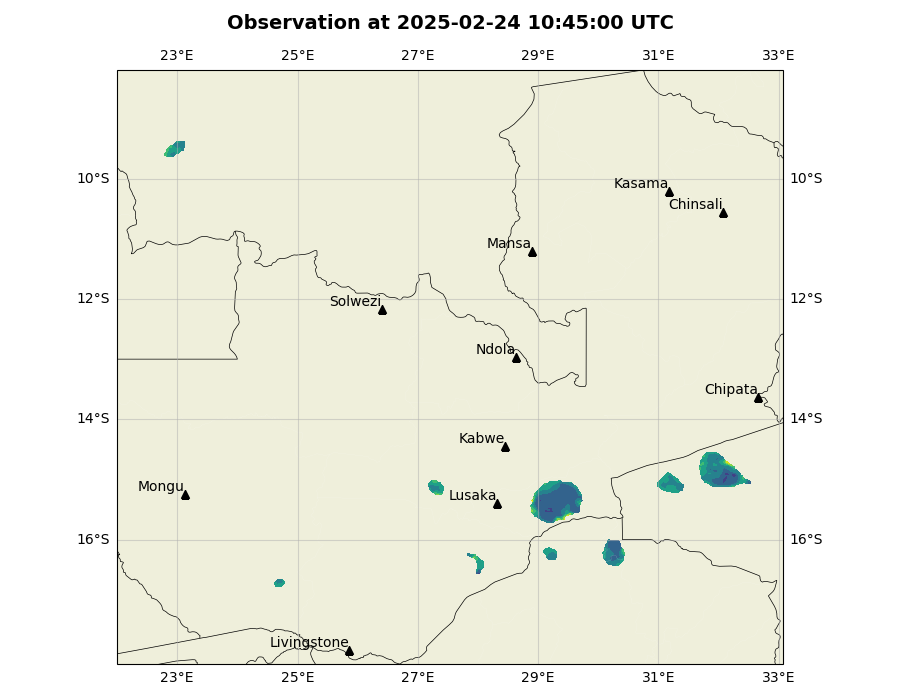 Observation at 2025-02-24 10:45:00 UTC
23°E 25°E 27°E 29°E 31°E 33°E
10°S 10°S
Kasama
Chinsali
Mansa
12°S 12°S
Solwezi
Ndola
Chipata
14°S 14°S
Kabwe
Mongu
Lusaka
16°S 16°S
Livingstone
23°E 25°E 27°E 29°E 31°E 33°E